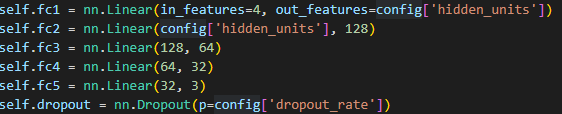 self.fc1 = nn.Linear(in_features=4, out_features=config['hidden_units'])
self.fc2 = nn.Linear(config['hidden_units'], 128)
self.fc3 = nn.Linear(128, 64)
self.fc4 = nn.Linear(64, 32)
self.fc5 = nn.Linear(32, 3)
self.dropout = nn.Dropout(p=config['dropout_rate'])